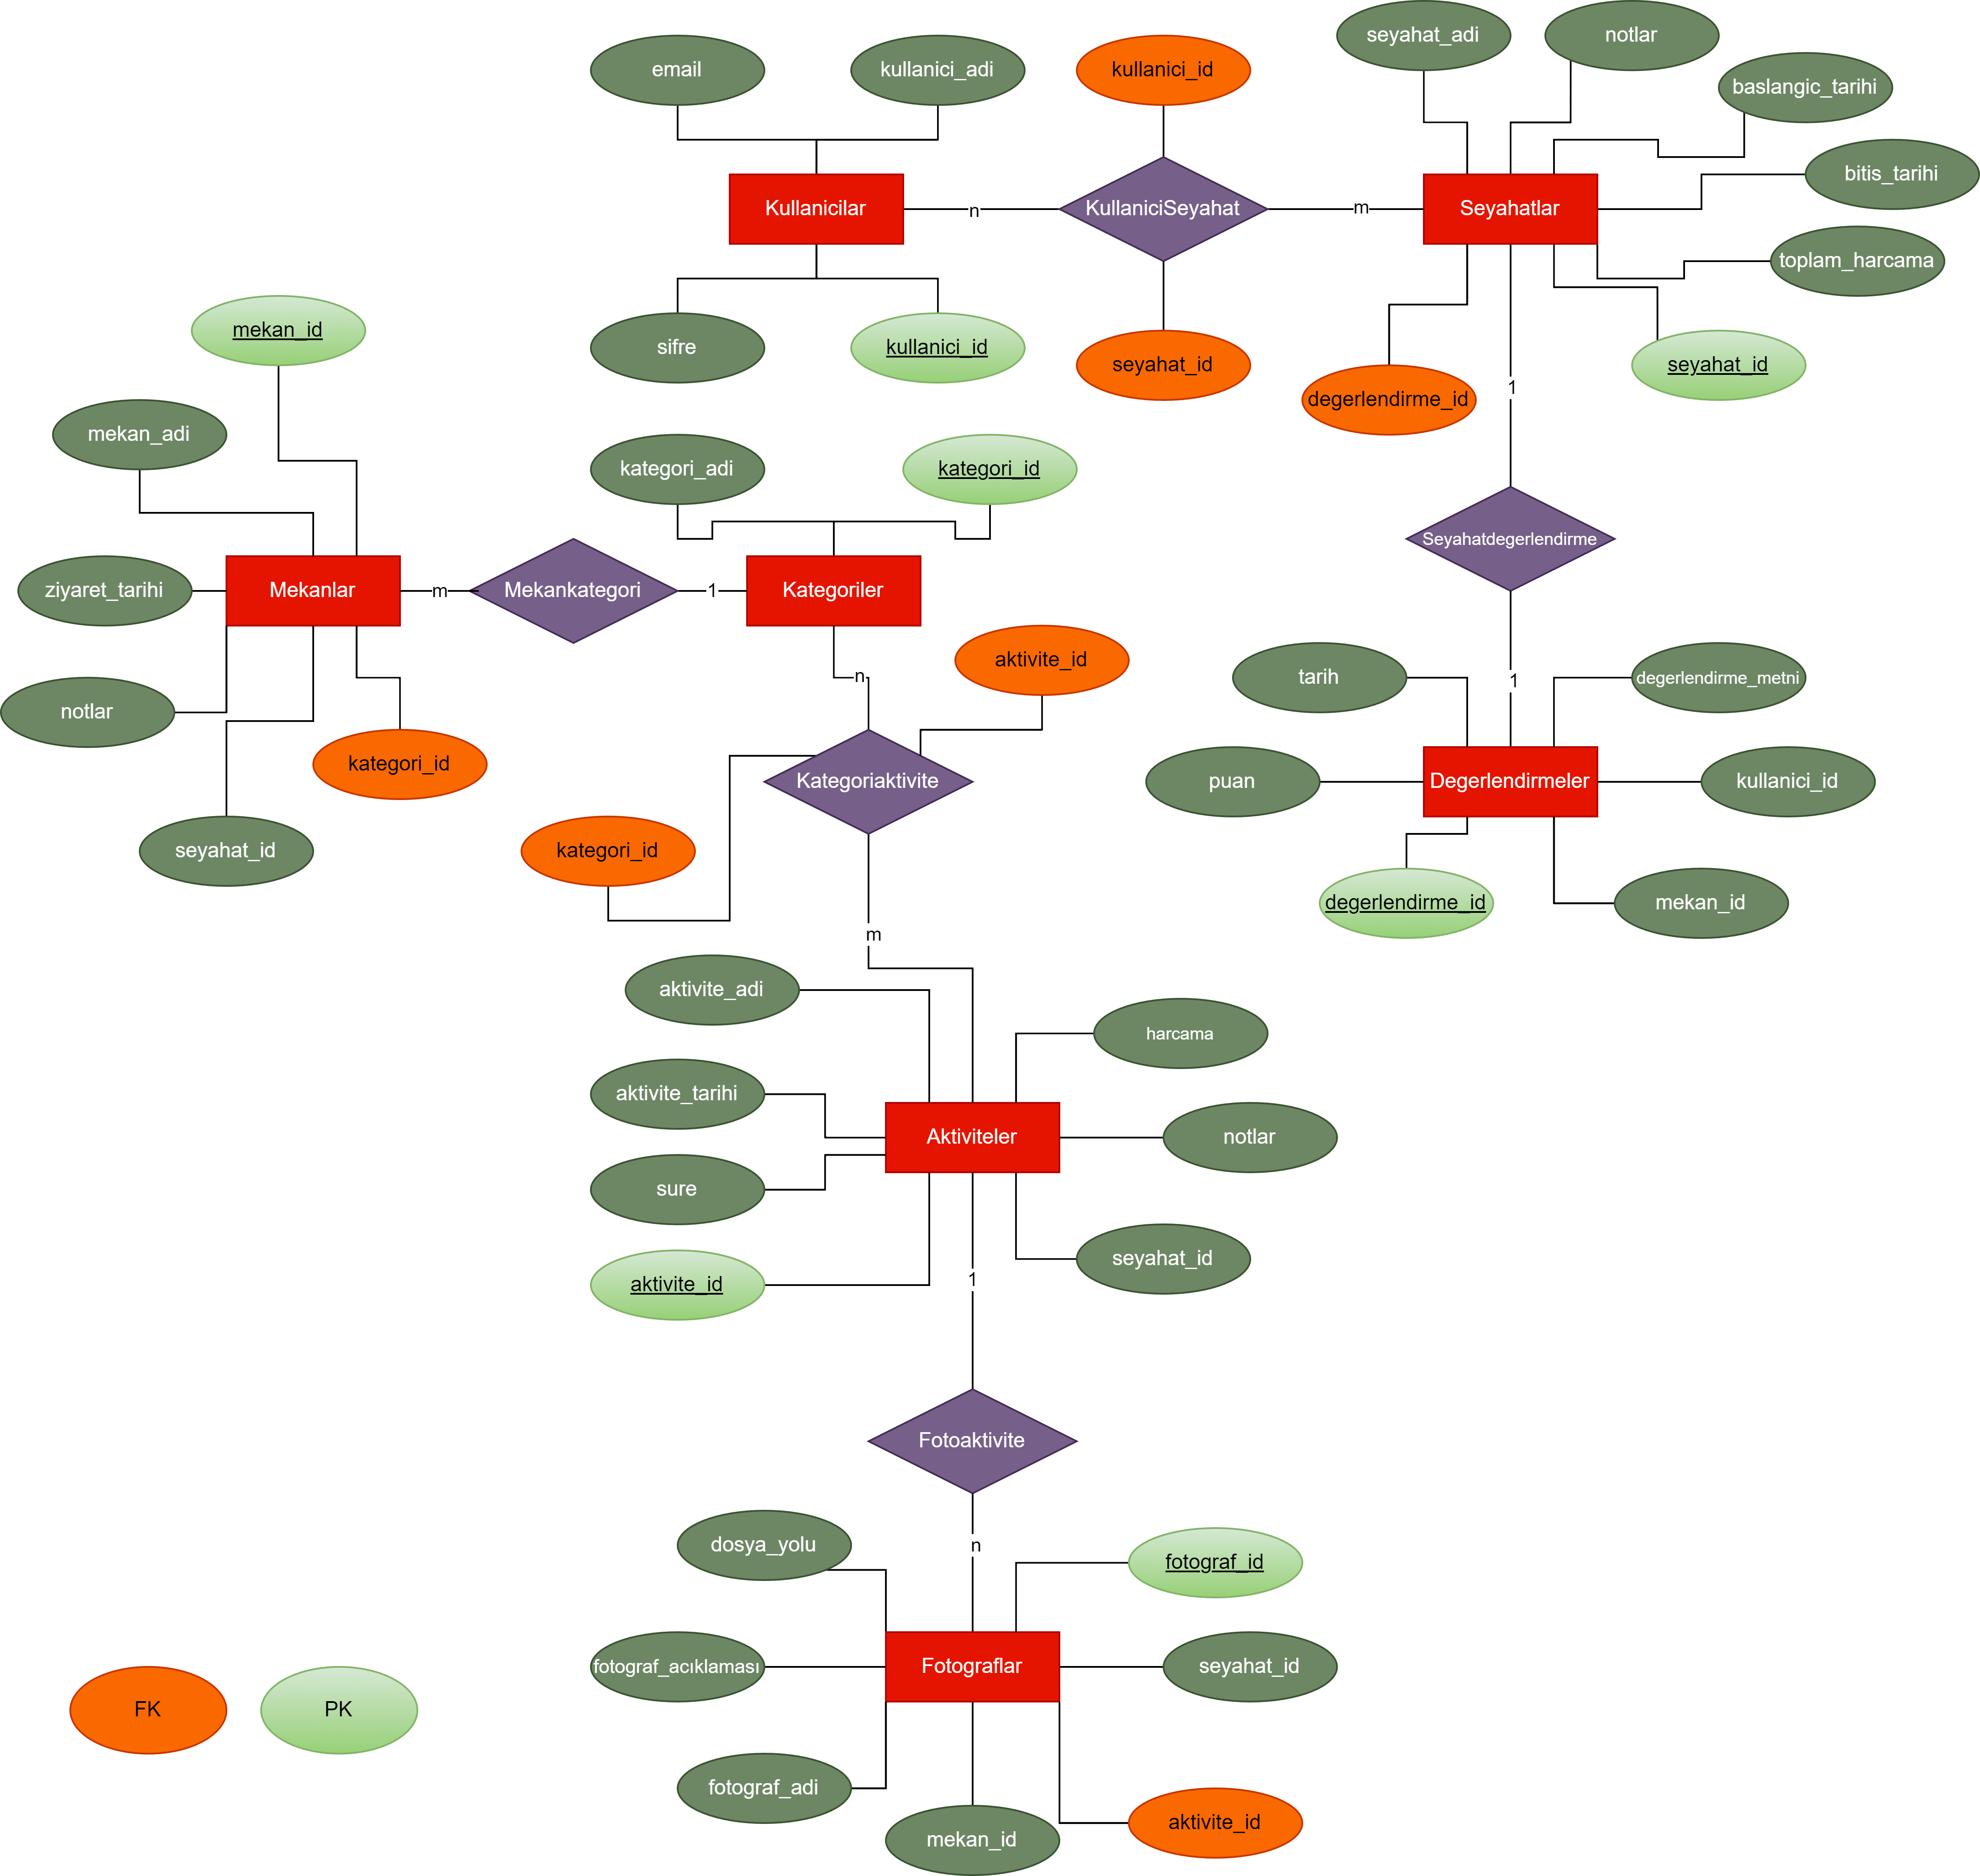 seyahat_adi
notlar
email
kullanici_adi
kullanici_id
baslangic_tarihi
bitis_tarihi
Kullanicilar
n
KullaniciSeyahat
m
Seyahatlar
toplam_harcama
mekan_id
sifre
kullanici_id
seyahat_id
seyahat_id
degerlendirme_id
1
mekan_adi
kategori_adi
kategori_id
Seyahatdegerlendirme
ziyaret_tarihi
Mekanlar
m
Mekankategori
1
Kategoriler
aktivite_id
n
tarih
1
degerlendirme_metni
notlar
kategori_id
Kategoriaktivite
puan
Degerlendirmeler
kullanici_id
seyahat_id
kategori_id
degerlendirme_id
mekan_id
m
aktivite_adi
harcama
aktivite_tarihi
Aktiviteler
notlar
sure
seyahat_id
aktivite_id
1
Fotoaktivite
dosya_yolu
n
fotograf_id
fotograf_acıklaması
Fotograflar
seyahat_id
FK
PK
fotograf_adi
mekan_id
aktivite_id